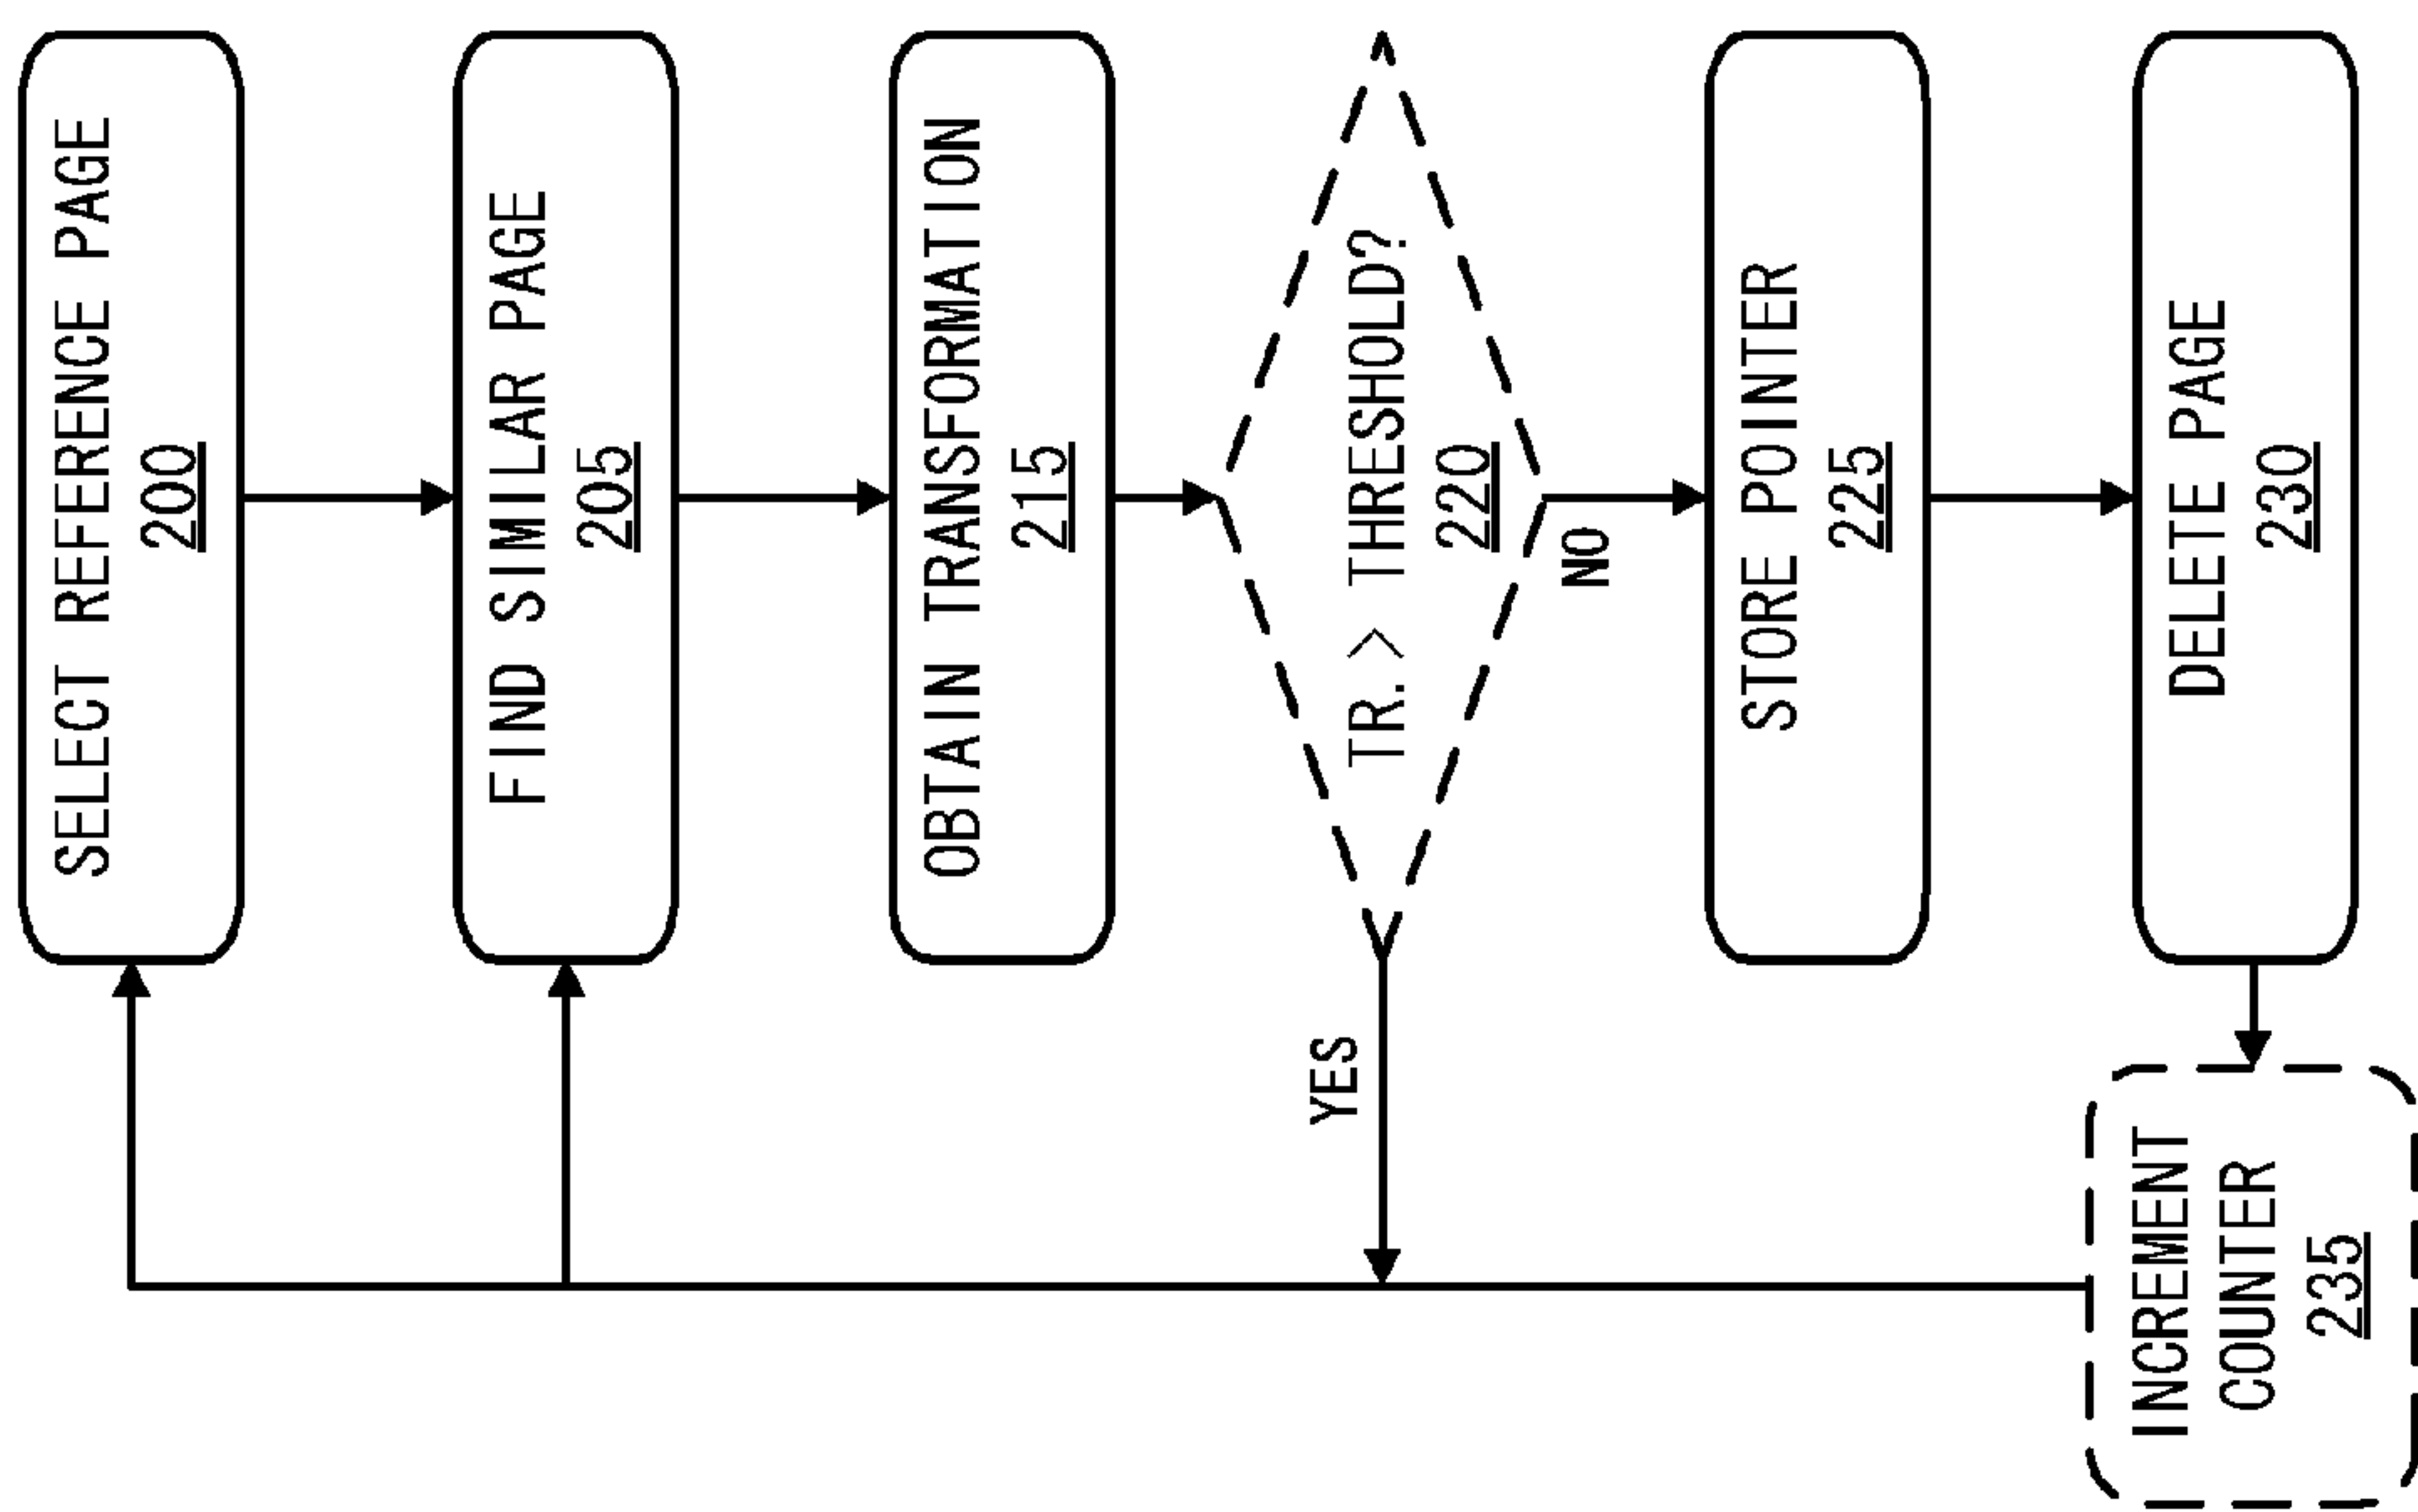 SELECT REFERENCE PAGE
200
FIND SIMILAR PAGE
205
OBTAIN TRANSFORMATION
215
TR. > THRESHOLD?
220
YES
NO
STORE POINTER
225
DELETE PAGE
230
INCREMENT
COUNTER
235